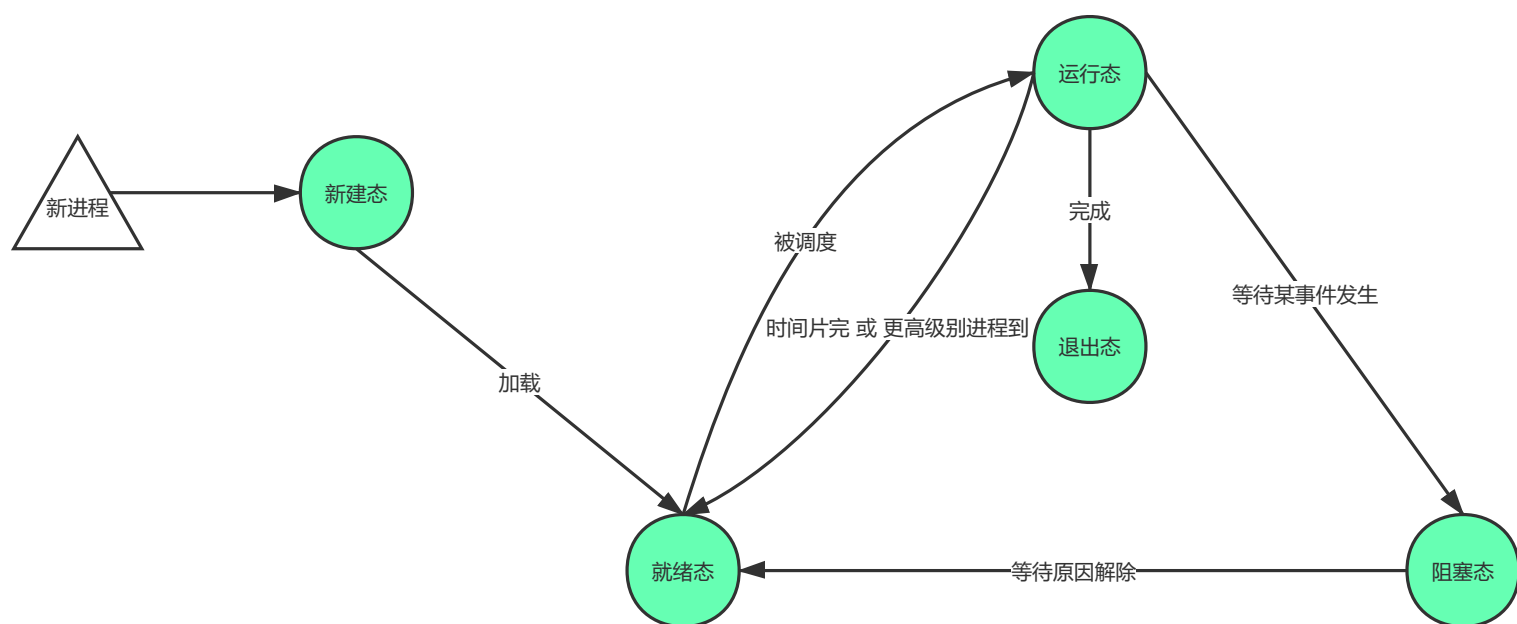 运行态
新建态
新进程
完成
被调度
等待某事件发生
时间片完 或 更高级别进程到
退出态
加载
就绪态
等待原因解除
阻塞态